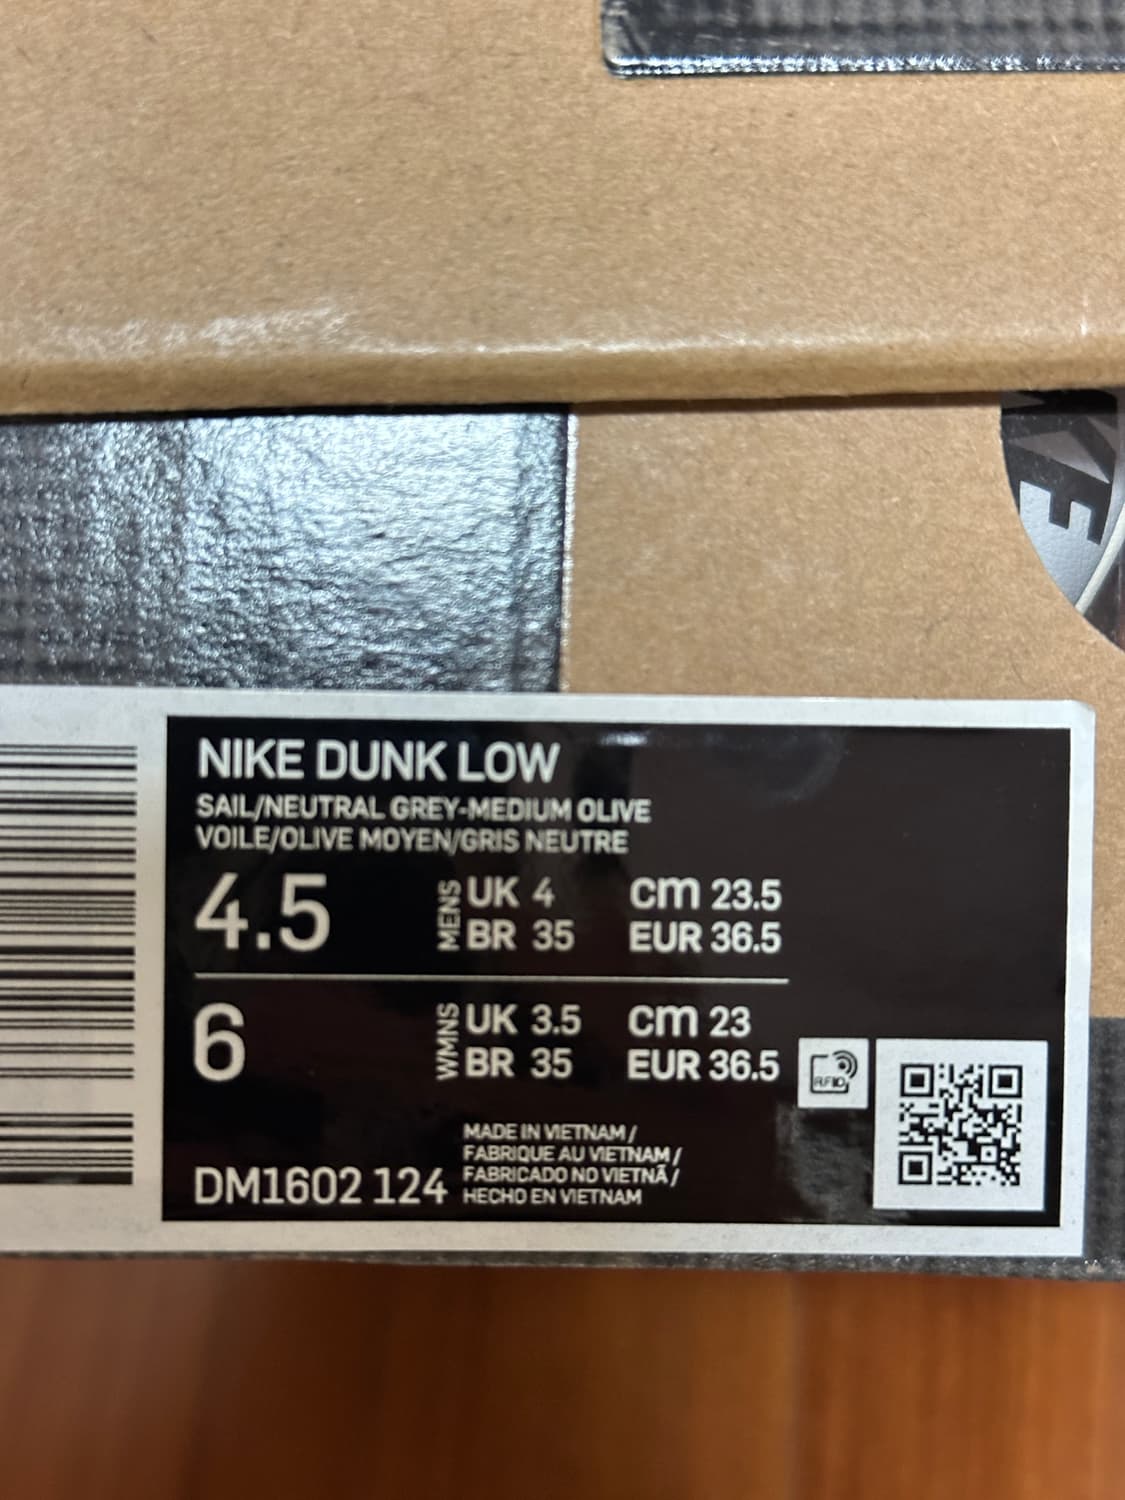 KE
NIKE DUNK LOW
SAIL/NEUTRAL GREY-MEDIUM OLIVE
VOILE/OLIVE MOYEN/GRIS NEUTRE
4.5 MENS UK 4 cm 23.5
BR 35 EUR 36.5
6 WMNS UK 3.5 cm 23
BR 35 EUR 36.5
RFID
MADE IN VIETNAM /
FABRIQUE AU VIETNAM /
FABRICADO NO VIETNÃ /
DM1602 124 HECHO EN VIETNAM